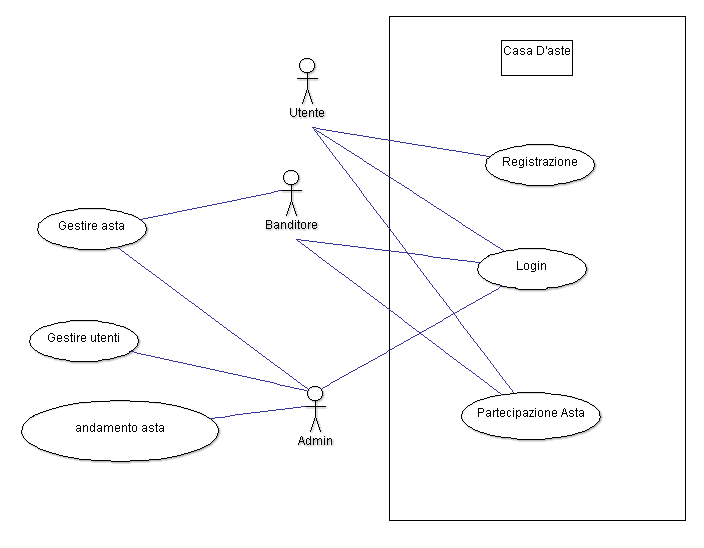 Casa D'aste
Utente
Registrazione
Banditore
Gestire asta
Login
Gestire utenti
Partecipazione Asta
andamento asta
Admin